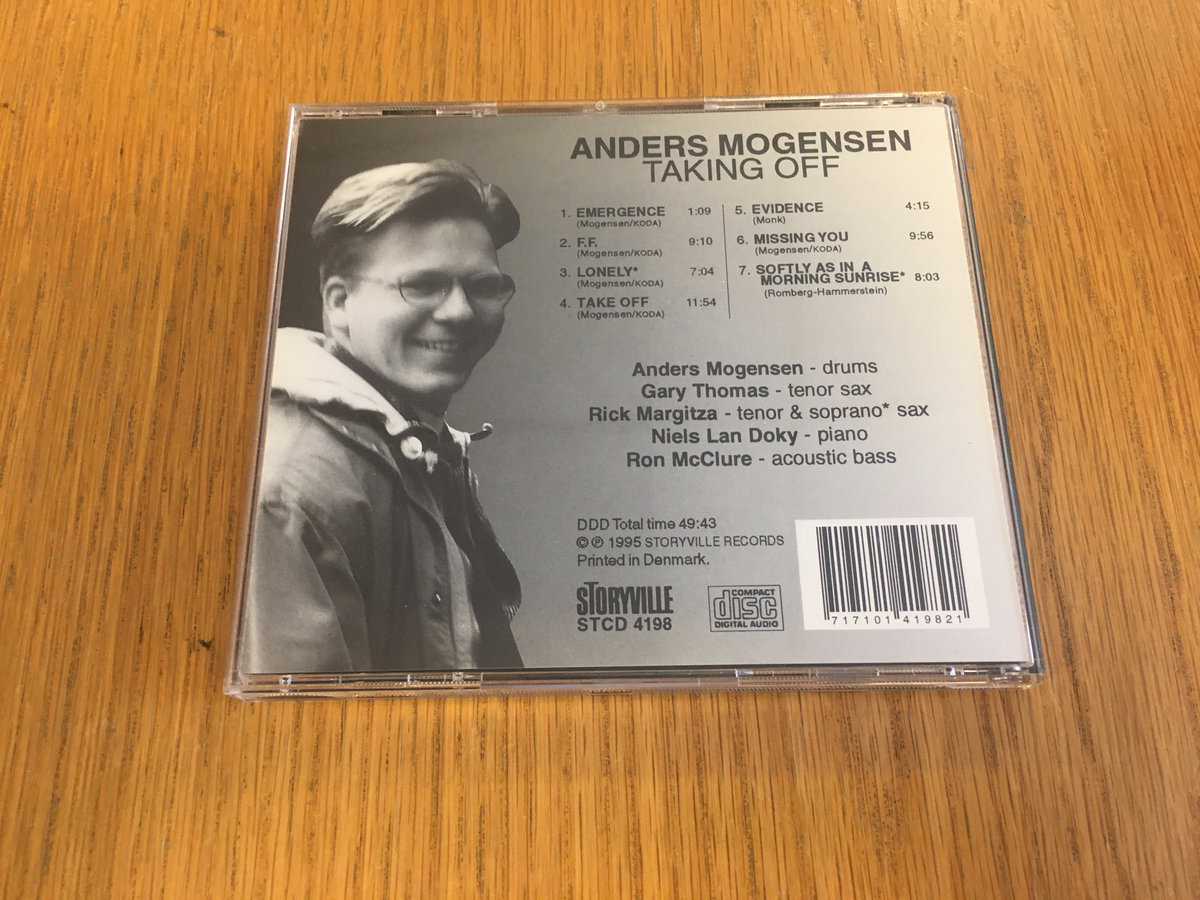 ANDERS MOGENSEN
TAKING OFF
1. EMERGENCE 1:09
(Mogensen/KODA)
2. F.F. 9:10
(Mogensen/KODA)
3. LONELY* 7:04
(Mogensen/KODA)
4. TAKE OFF 11:54
(Mogensen/KODA)
5. EVIDENCE 4:15
(Monk)
6. MISSING YOU 9:56
(Mogensen/KODA)
7. SOFTLY AS IN A
MORNING SUNRISE* 8:03
(Romberg-Hammerstein)
Anders Mogensen - drums
Gary Thomas - tenor sax
Rick Margitza - tenor & soprano* sax
Niels Lan Doky - piano
Ron McClure - acoustic bass
DDD Total time 49:43
© ℗ 1995 STORYVILLE RECORDS
Printed in Denmark.
STORYVILLE
STCD 4198
COMPACT
disc
DIGITAL AUDIO
717101 419821